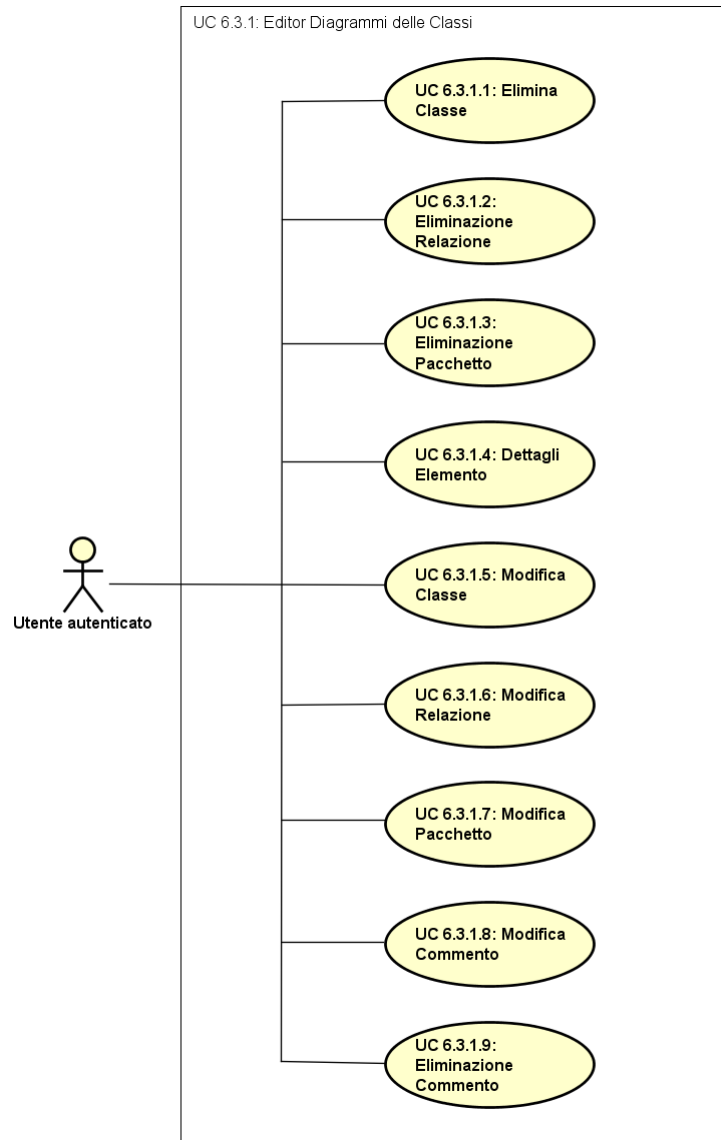 UC 6.3.1: Editor Diagrammi delle Classi
UC 6.3.1.1: Elimina
Classe
UC 6.3.1.2:
Eliminazione
Relazione
UC 6.3.1.3:
Eliminazione
Pacchetto
UC 6.3.1.4: Dettagli
Elemento
UC 6.3.1.5: Modifica
Classe
Utente autenticato
UC 6.3.1.6: Modifica
Relazione
UC 6.3.1.7: Modifica
Pacchetto
UC 6.3.1.8: Modifica
Commento
UC 6.3.1.9:
Eliminazione
Commento